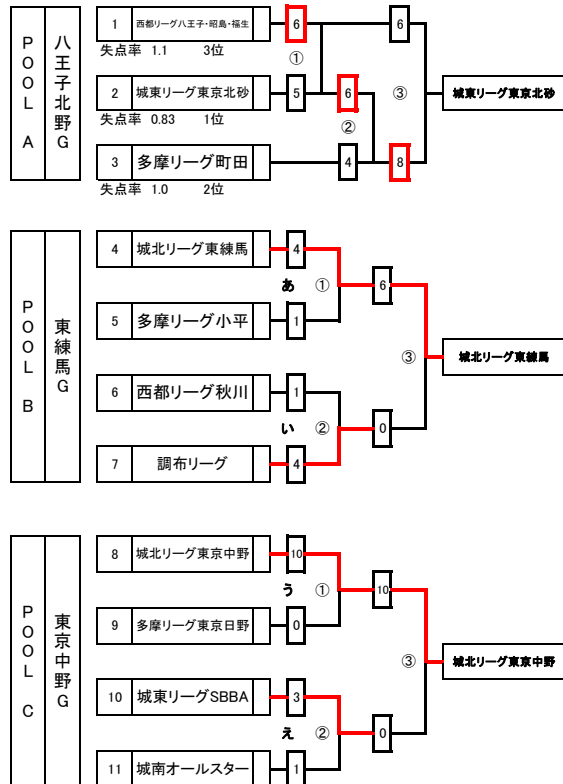 POOL A
八王子北野G
1 西都リーグ八王子・昭島・福生 6 6
失点率 1.1 3位
①
2 城東リーグ東京北砂 5 6 ③ 城東リーグ東京北砂
失点率 0.83 1位
②
3 多摩リーグ町田 4 8
失点率 1.0 2位
POOL B
東練馬G
4 城北リーグ東練馬 4
あ ① 6
5 多摩リーグ小平 1
③ 城北リーグ東練馬
6 西都リーグ秋川 1
い ② 0
7 調布リーグ 4
POOL C
東京中野G
8 城北リーグ東京中野 10
う ① 10
9 多摩リーグ東京日野 0
③ 城北リーグ東京中野
10 城東リーグSBBA 3
え ② 0
11 城南オールスター 1